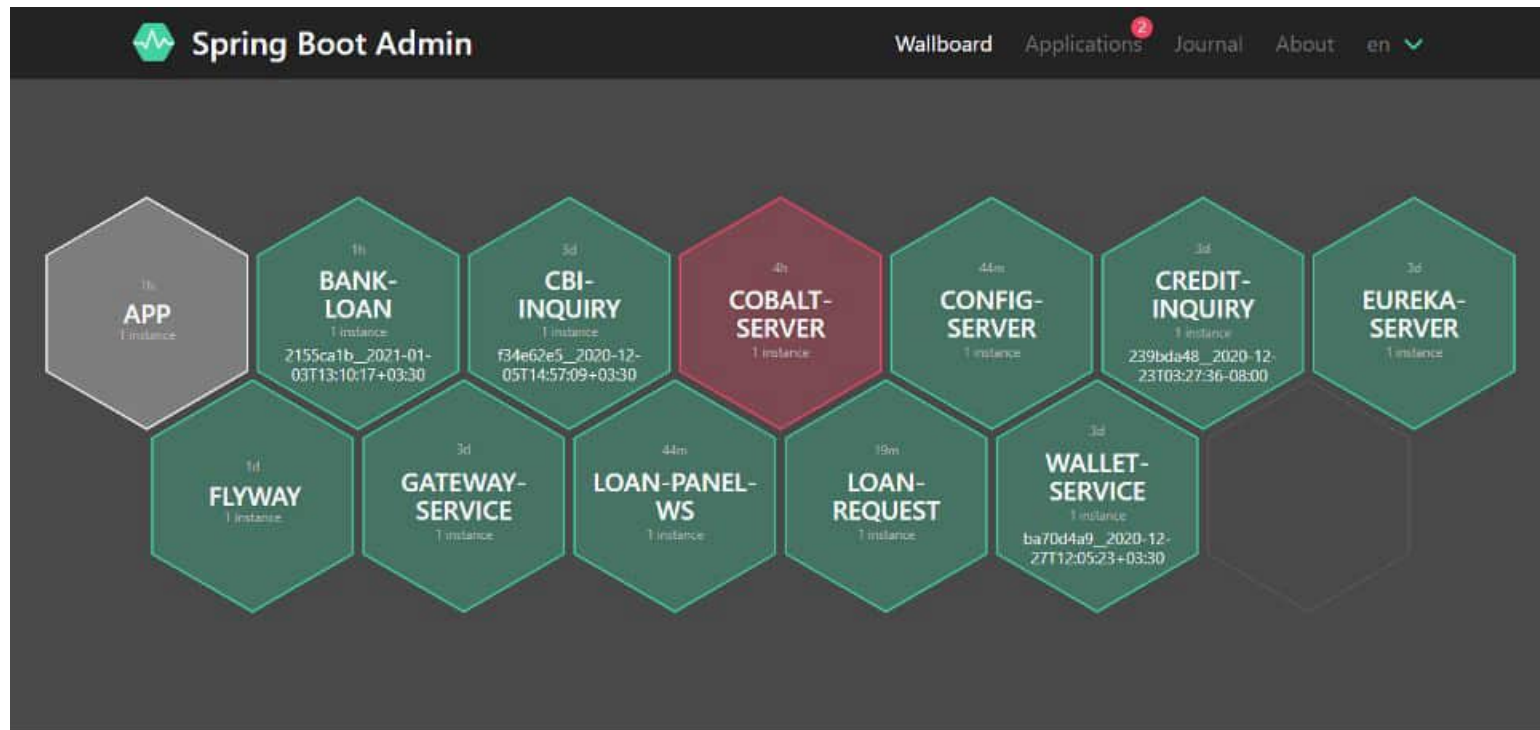 Spring Boot Admin
Wallboard
Applications
2
Journal
About
en
1h
APP
1 instance
1h
BANK-
LOAN
1 instance
2155ca1b__2021-01-
03T13:10:17+03:30
3d
CBI-
INQUIRY
1 instance
f34e62e5__2020-12-
05T14:57:09+03:30
4h
COBALT-
SERVER
1 instance
44m
CONFIG-
SERVER
1 instance
3d
CREDIT-
INQUIRY
1 instance
239bda48__2020-12-
23T03:27:36-08:00
3d
EUREKA-
SERVER
1 instance
1d
FLYWAY
1 instance
3d
GATEWAY-
SERVICE
1 instance
44m
LOAN-PANEL-
WS
1 instance
19m
LOAN-
REQUEST
1 instance
3d
WALLET-
SERVICE
1 instance
ba70d4a9__2020-12-
27T12:05:23+03:30